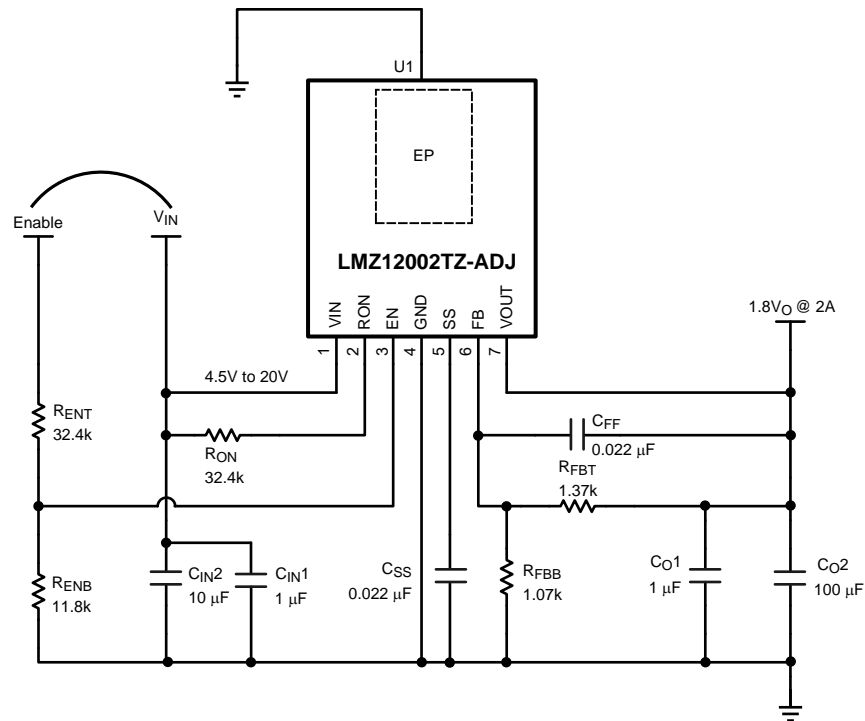 U1
EP
LMZ12002TZ-ADJ
VIN
RON
EN
GND
SS
FB
VOUT
1
2
3
4
5
6
7
Enable
VIN
1.8VO @ 2A
4.5V to 20V
RENT
32.4k
RON
32.4k
CFF
0.022 μF
RFBT
1.37k
RENB
11.8k
CIN2
10 μF
CIN1
1 μF
CSS
0.022 μF
RFBB
1.07k
CO1
1 μF
CO2
100 μF